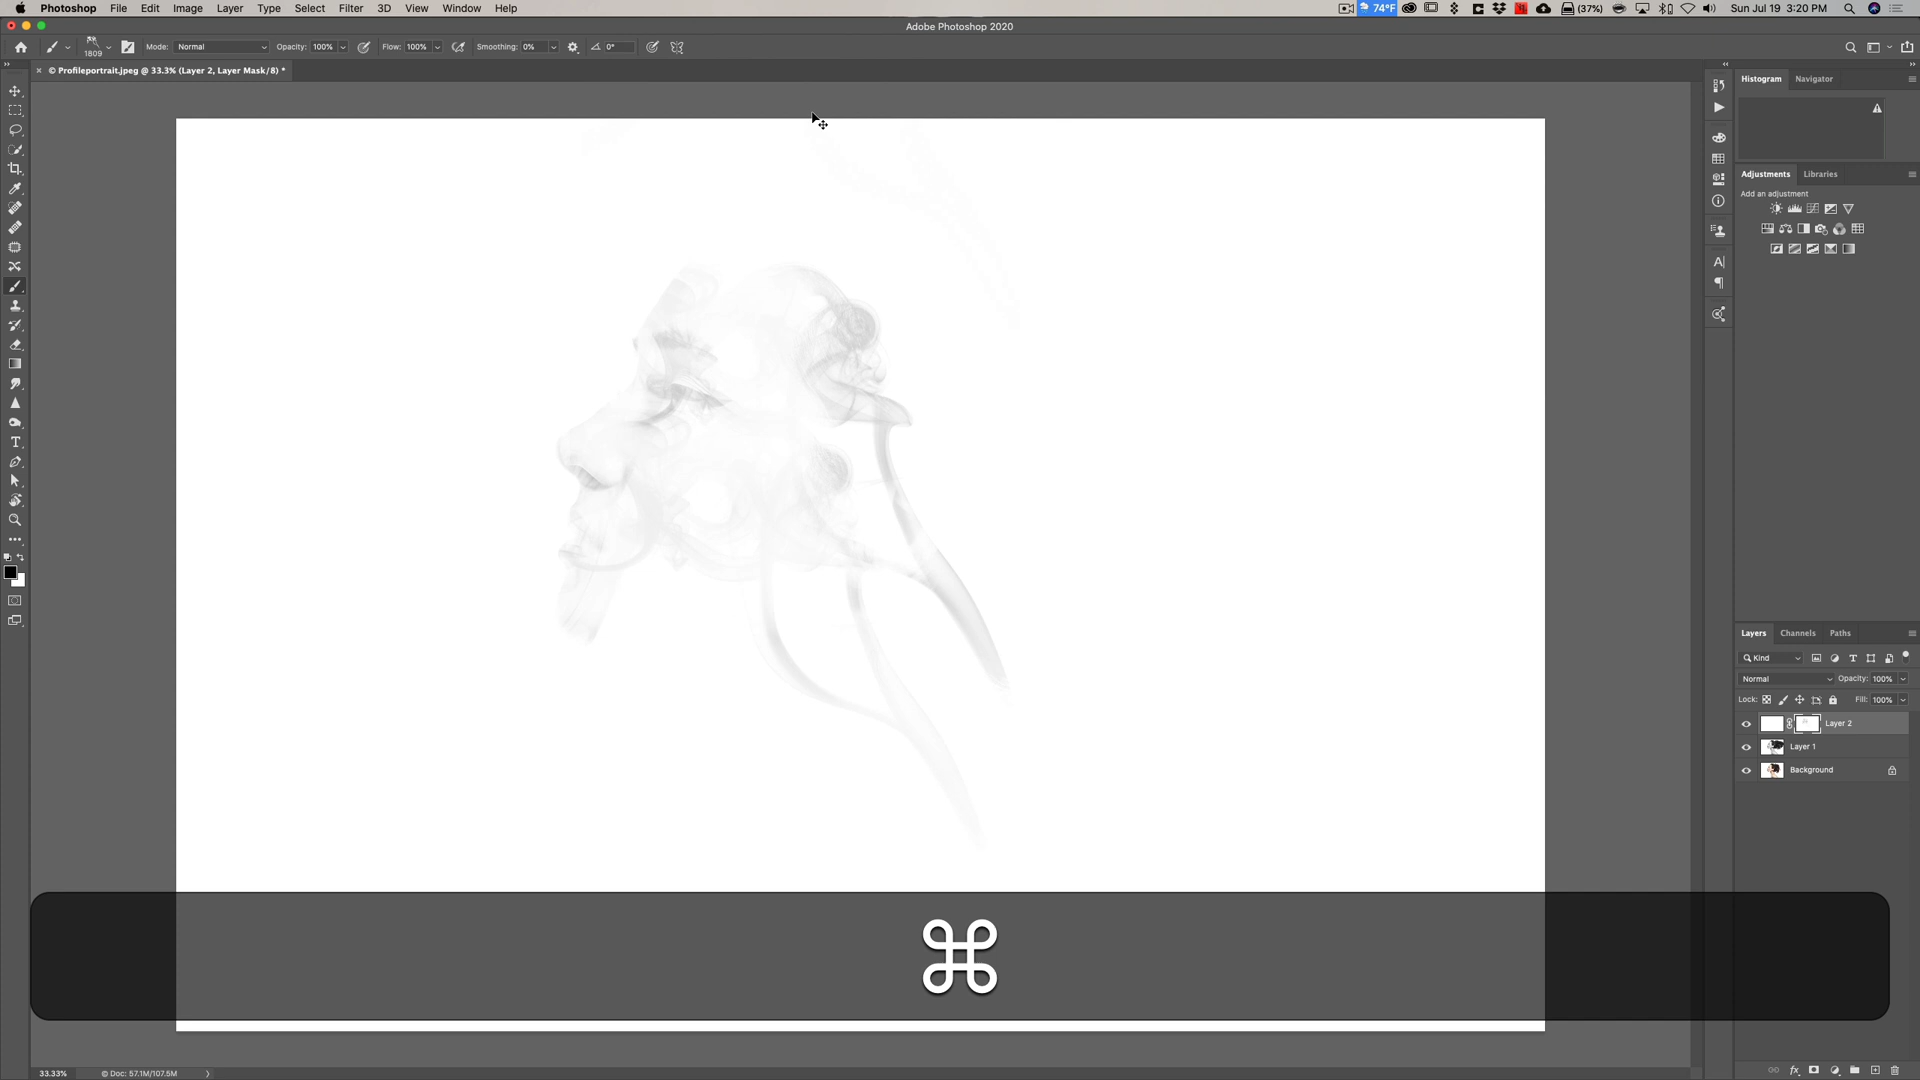 Photoshop File Edit Image Layer Type Select Filter 3D View Window Help 74°F (37%) Sun Jul 19 3:20 PM
Adobe Photoshop 2020
1809 Mode: Normal Opacity: 100% Flow: 100% Smoothing: 0% 0°
© Profileportrait.jpeg @ 33.3% (Layer 2, Layer Mask/8) *
Histogram Navigator
Adjustments Libraries
Add an adjustment
Layers Channels Paths
Kind
Normal Opacity: 100%
Lock: Fill: 100%
Layer 2
Layer 1
Background
33.33% © Doc: 57.1M/107.5M